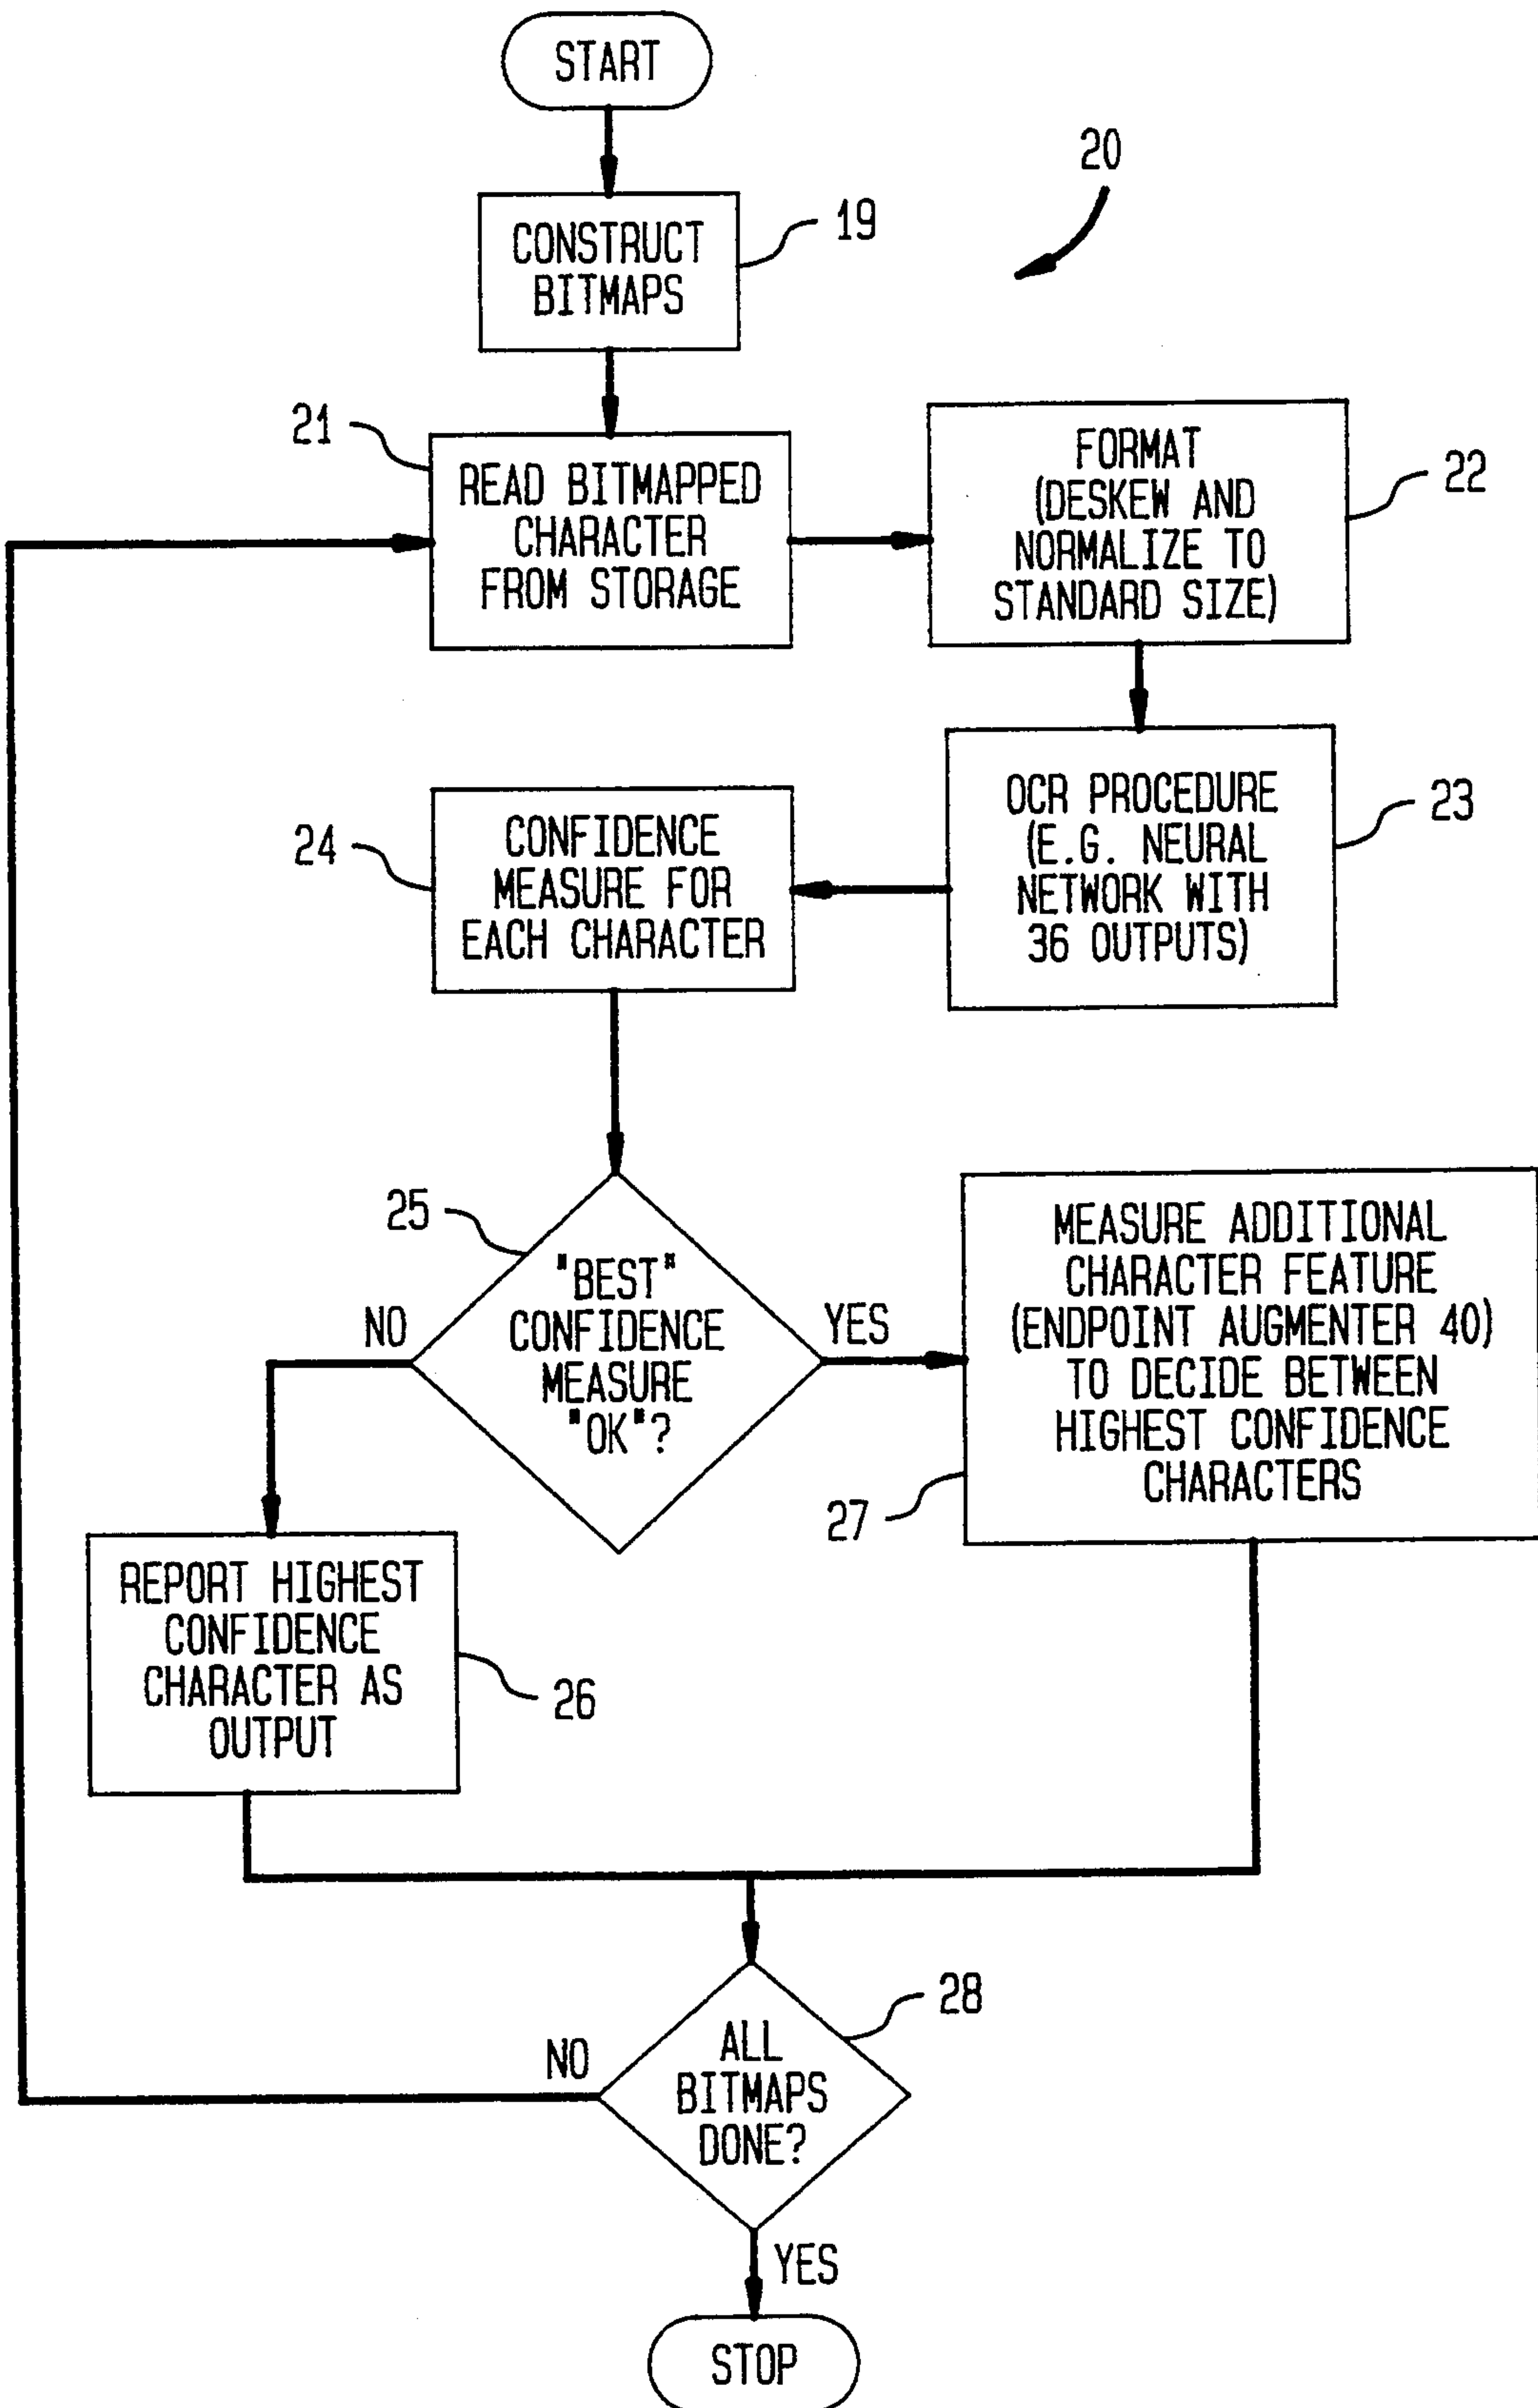 START
20
CONSTRUCT
BITMAPS
19
21
READ BITMAPPED
CHARACTER
FROM STORAGE
FORMAT
(DESKEW AND
NORMALIZE TO
STANDARD SIZE)
22
OCR PROCEDURE
(E.G. NEURAL
NETWORK WITH
36 OUTPUTS)
23
24
CONFIDENCE
MEASURE FOR
EACH CHARACTER
25
"BEST"
CONFIDENCE
MEASURE
"OK"?
NO
YES
MEASURE ADDITIONAL
CHARACTER FEATURE
(ENDPOINT AUGMENTER 40)
TO DECIDE BETWEEN
HIGHEST CONFIDENCE
CHARACTERS
27
REPORT HIGHEST
CONFIDENCE
CHARACTER AS
OUTPUT
26
28
ALL
BITMAPS
DONE?
NO
YES
STOP